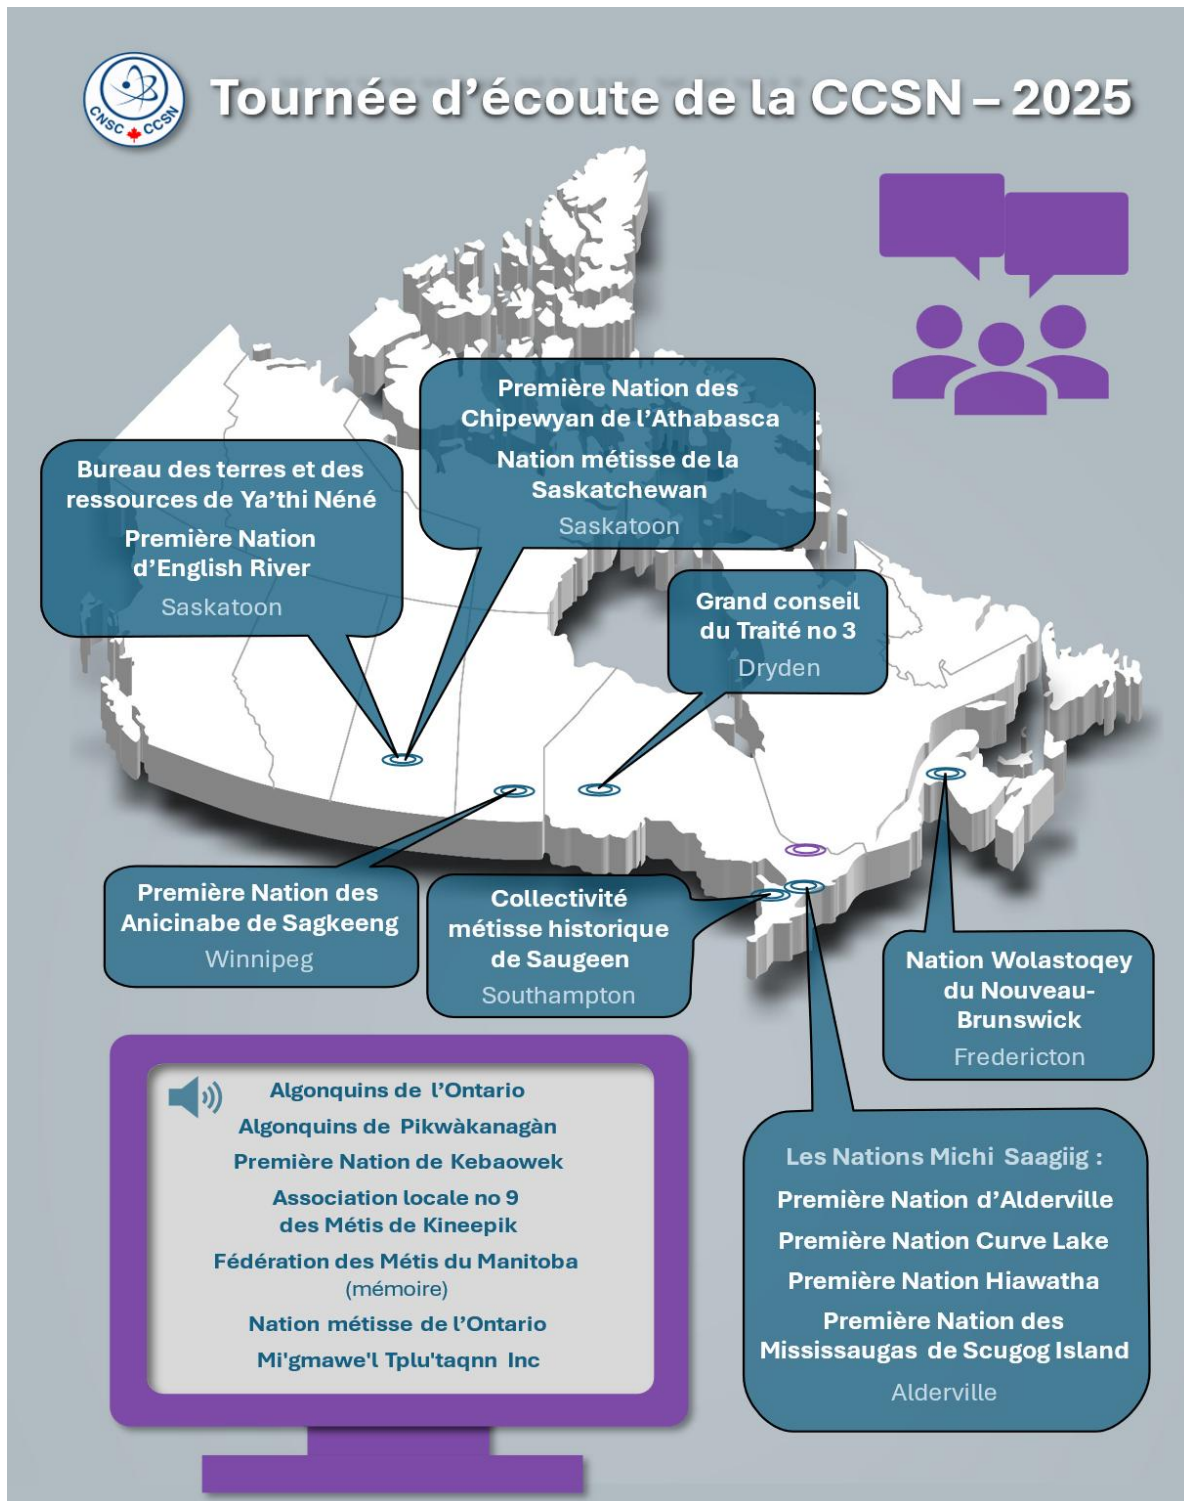 CNSC CCSN
Tournée d'écoute de la CCSN – 2025
Première Nation des
Chipewyan de l'Athabasca
Nation métisse de la
Saskatchewan
Saskatoon
Bureau des terres et des
ressources de Ya'thi Néné
Première Nation
d'English River
Saskatoon
Grand conseil
du Traité no 3
Dryden
Première Nation des
Anicinabe de Sagkeeng
Winnipeg
Collectivité
métisse historique
de Saugeen
Southampton
Nation Wolastoqey
du Nouveau-
Brunswick
Fredericton
Algonquins de l'Ontario
Algonquins de Pikwàkanagàn
Première Nation de Kebaowek
Association locale no 9
des Métis de Kineepik
Fédération des Métis du Manitoba
(mémoire)
Nation métisse de l'Ontario
Mi'gmawe'l Tplu'taqnn Inc
Les Nations Michi Saagiig :
Première Nation d'Alderville
Première Nation Curve Lake
Première Nation Hiawatha
Première Nation des
Mississaugas de Scugog Island
Alderville